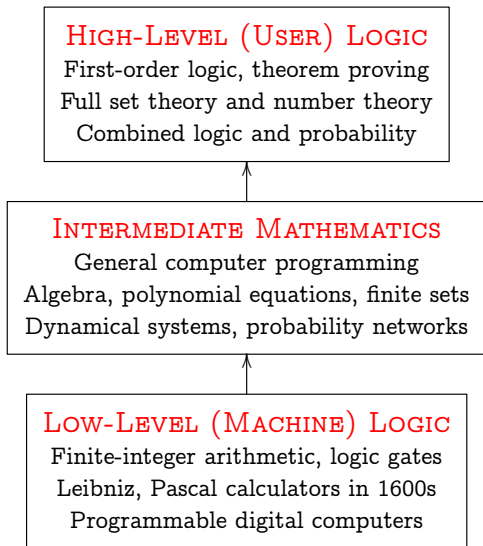 High-Level (User) Logic
First-order logic, theorem proving
Full set theory and number theory
Combined logic and probability
Intermediate Mathematics
General computer programming
Algebra, polynomial equations, finite sets
Dynamical systems, probability networks
Low-Level (Machine) Logic
Finite-integer arithmetic, logic gates
Leibniz, Pascal calculators in 1600s
Programmable digital computers